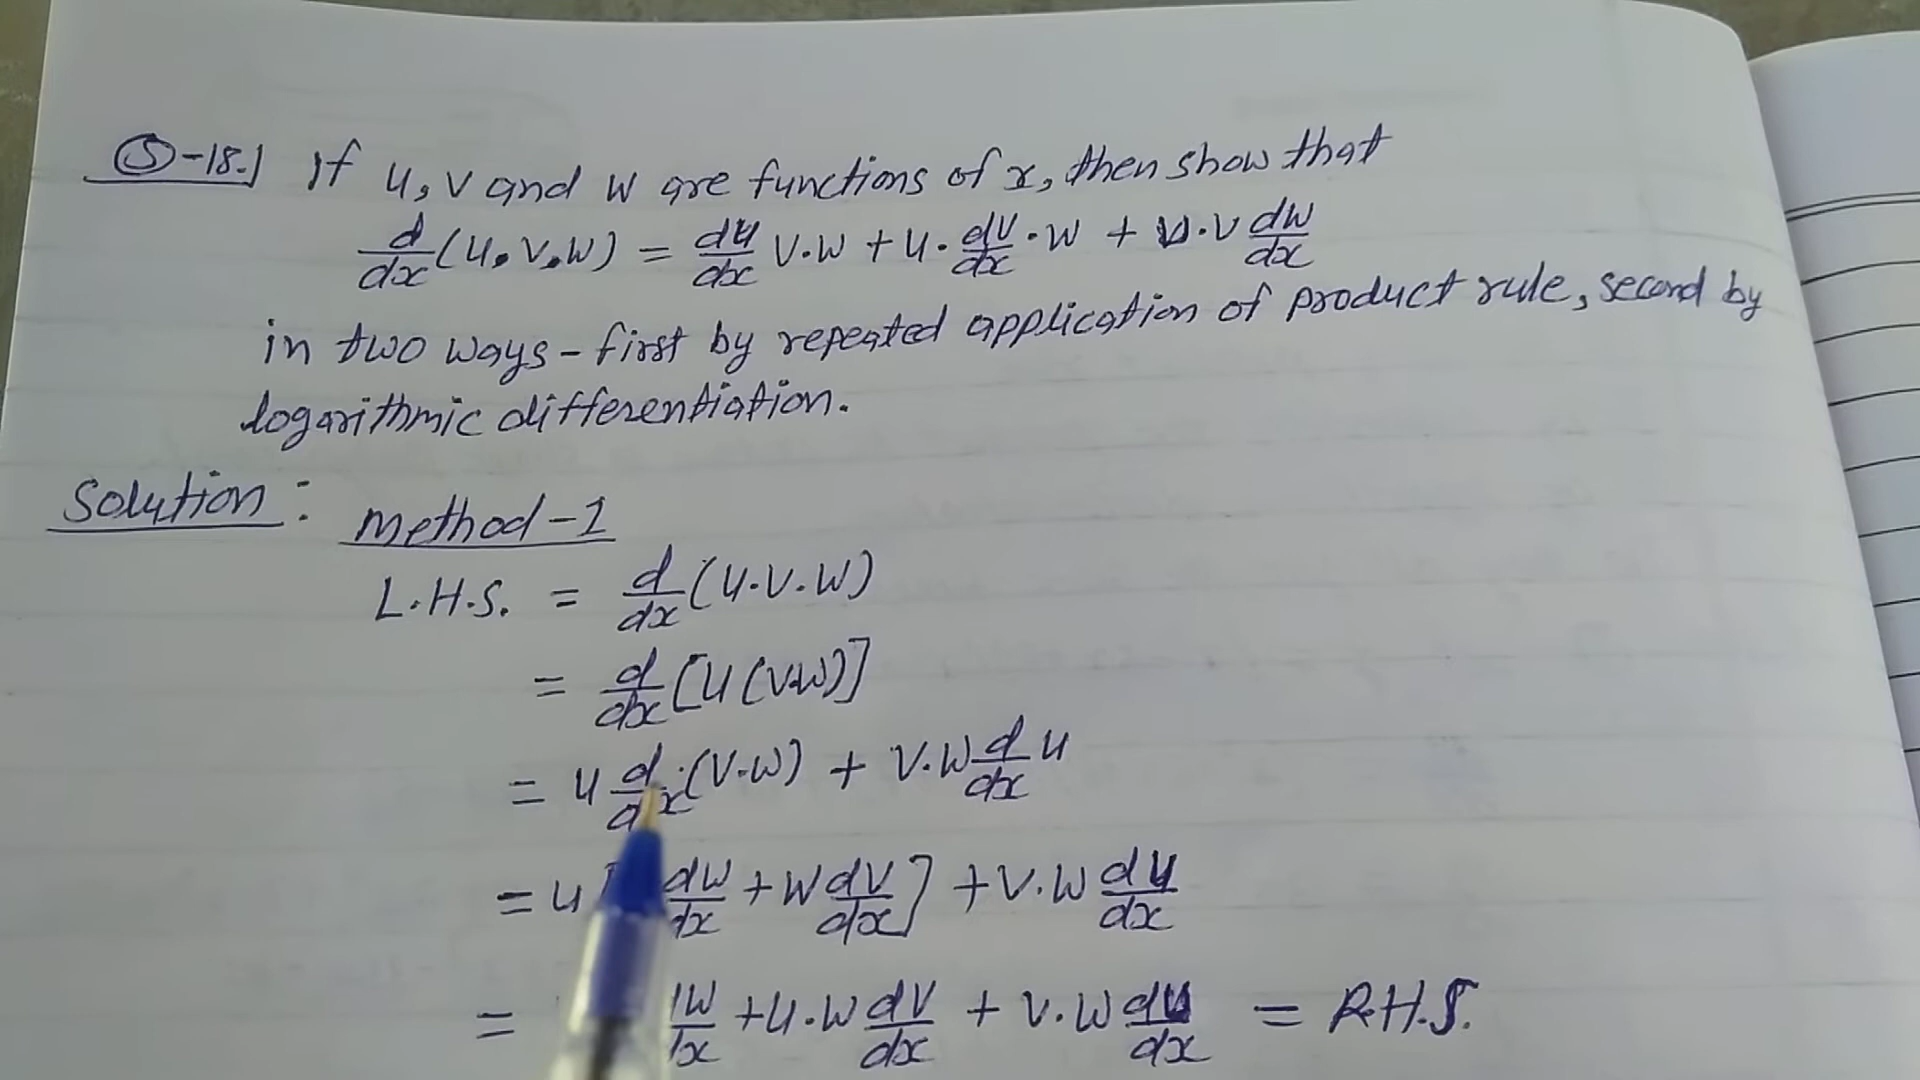 ⑤-18.) If u, v and w are functions of x, then show that
d/dx (u.v.w) = du/dx v.w + u. dv/dx .w + u.v dw/dx
in two ways - first by repeated application of product rule, second by
logarithmic differentiation.
Solution : Method-1
L.H.S. = d/dx (u.v.w)
= d/dx [u (v.w)]
= u d/dx (v.w) + v.w d/dx u
= u [ dw/dx + w dv/dx ] + v.w du/dx
= w/x + u.w dv/dx + v.w du/dx = R.H.S.